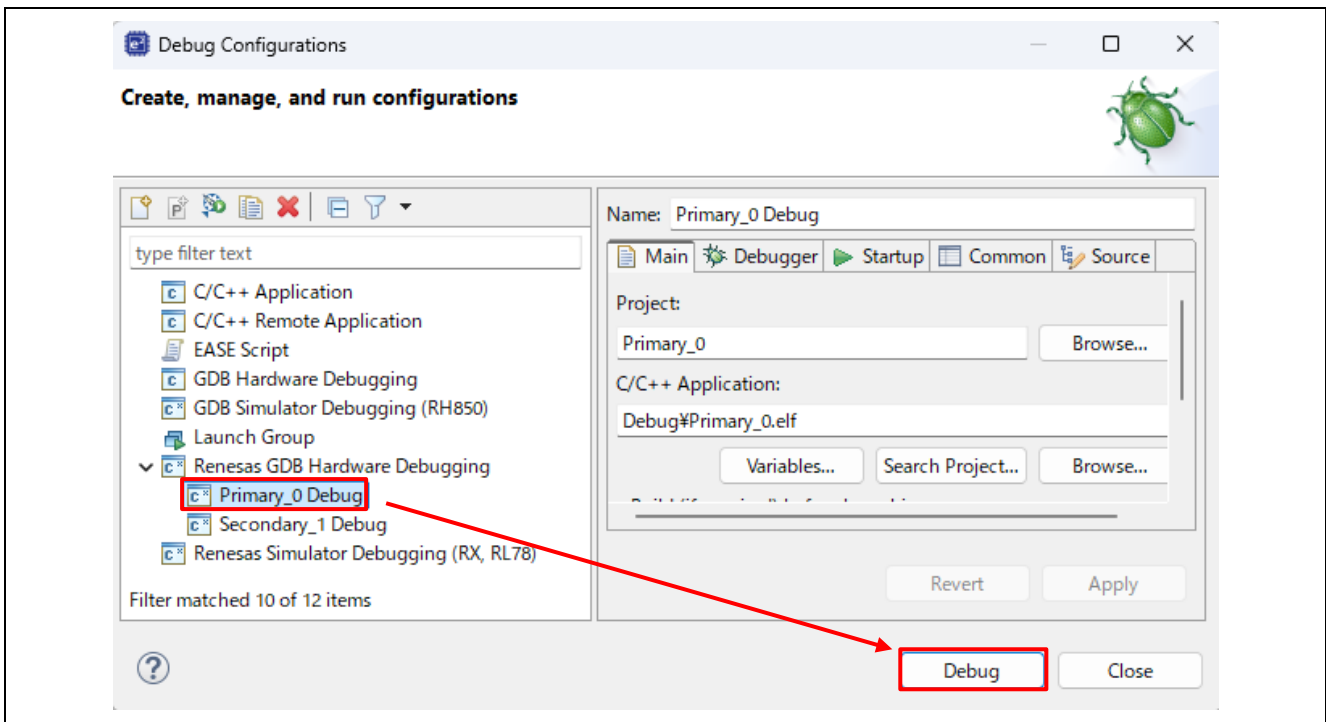 Debug Configurations
Create, manage, and run configurations
type filter text
C/C++ Application
C/C++ Remote Application
EASE Script
GDB Hardware Debugging
GDB Simulator Debugging (RH850)
Launch Group
Renesas GDB Hardware Debugging
Primary_0 Debug
Secondary_1 Debug
Renesas Simulator Debugging (RX, RL78)
Filter matched 10 of 12 items
Name: Primary_0 Debug
Main Debugger Startup Common Source
Project:
Primary_0 Browse...
C/C++ Application:
Debug¥Primary_0.elf
Variables... Search Project... Browse...
Revert Apply
Debug Close